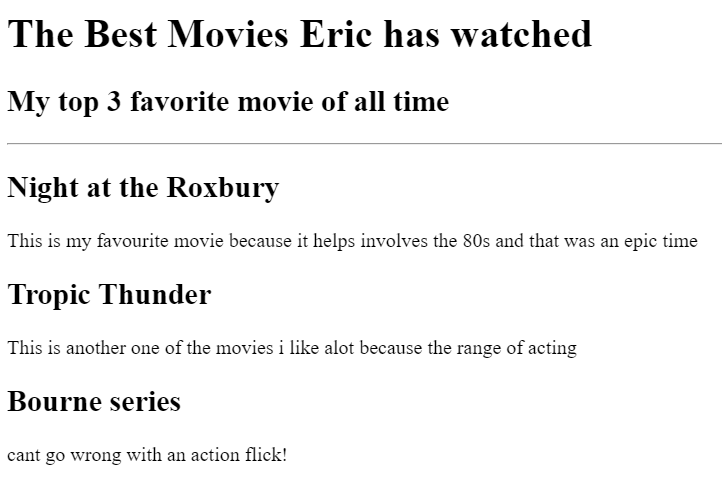 The Best Movies Eric has watched
My top 3 favorite movie of all time
Night at the Roxbury
This is my favourite movie because it helps involves the 80s and that was an epic time
Tropic Thunder
This is another one of the movies i like alot because the range of acting
Bourne series
cant go wrong with an action flick!